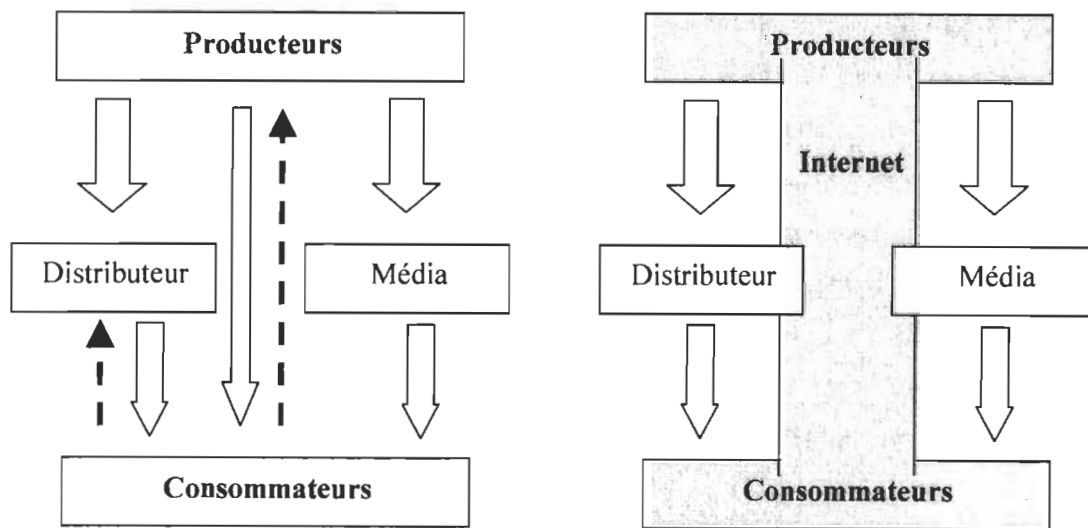 Producteurs
Distributeur
Média
Consommateurs
Producteurs
Internet
Distributeur
Média
Consommateurs